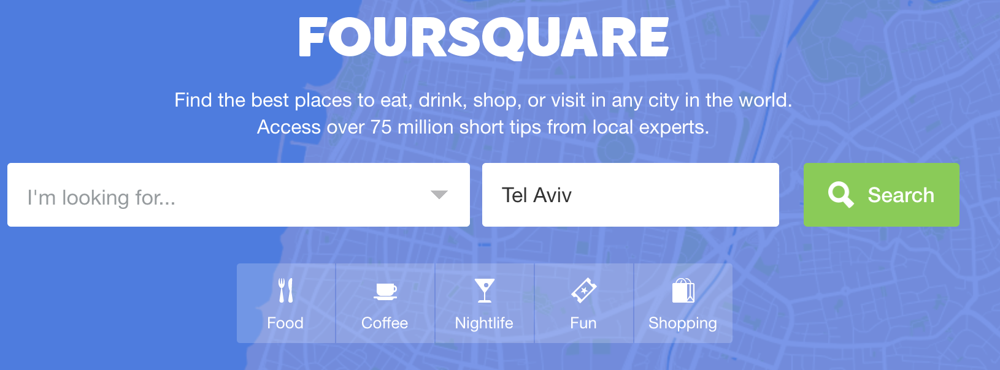 FOURSQUARE
Find the best places to eat, drink, shop, or visit in any city in the world.
Access over 75 million short tips from local experts.
I'm looking for...
Tel Aviv
Search
Food
Coffee
Nightlife
Fun
Shopping